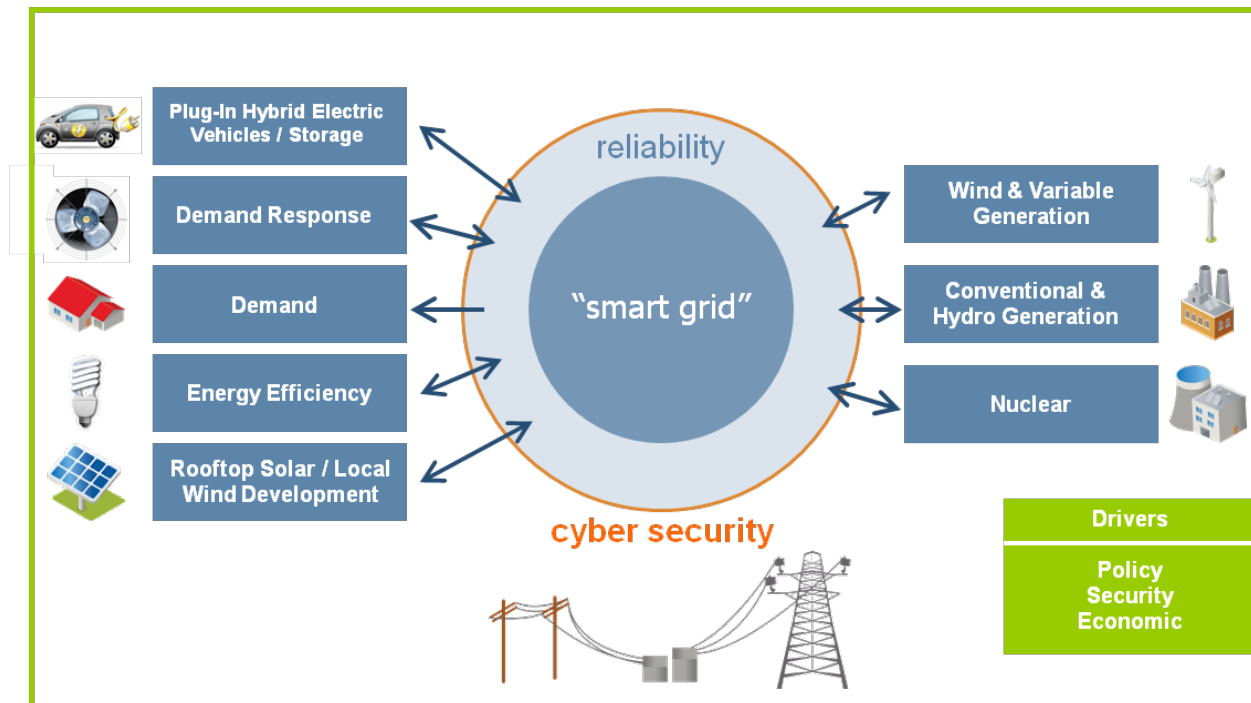 Plug-In Hybrid Electric
Vehicles / Storage
Demand Response
Demand
Energy Efficiency
Rooftop Solar / Local
Wind Development
reliability
“smart grid”
cyber security
Wind & Variable
Generation
Conventional &
Hydro Generation
Nuclear
Drivers
Policy
Security
Economic